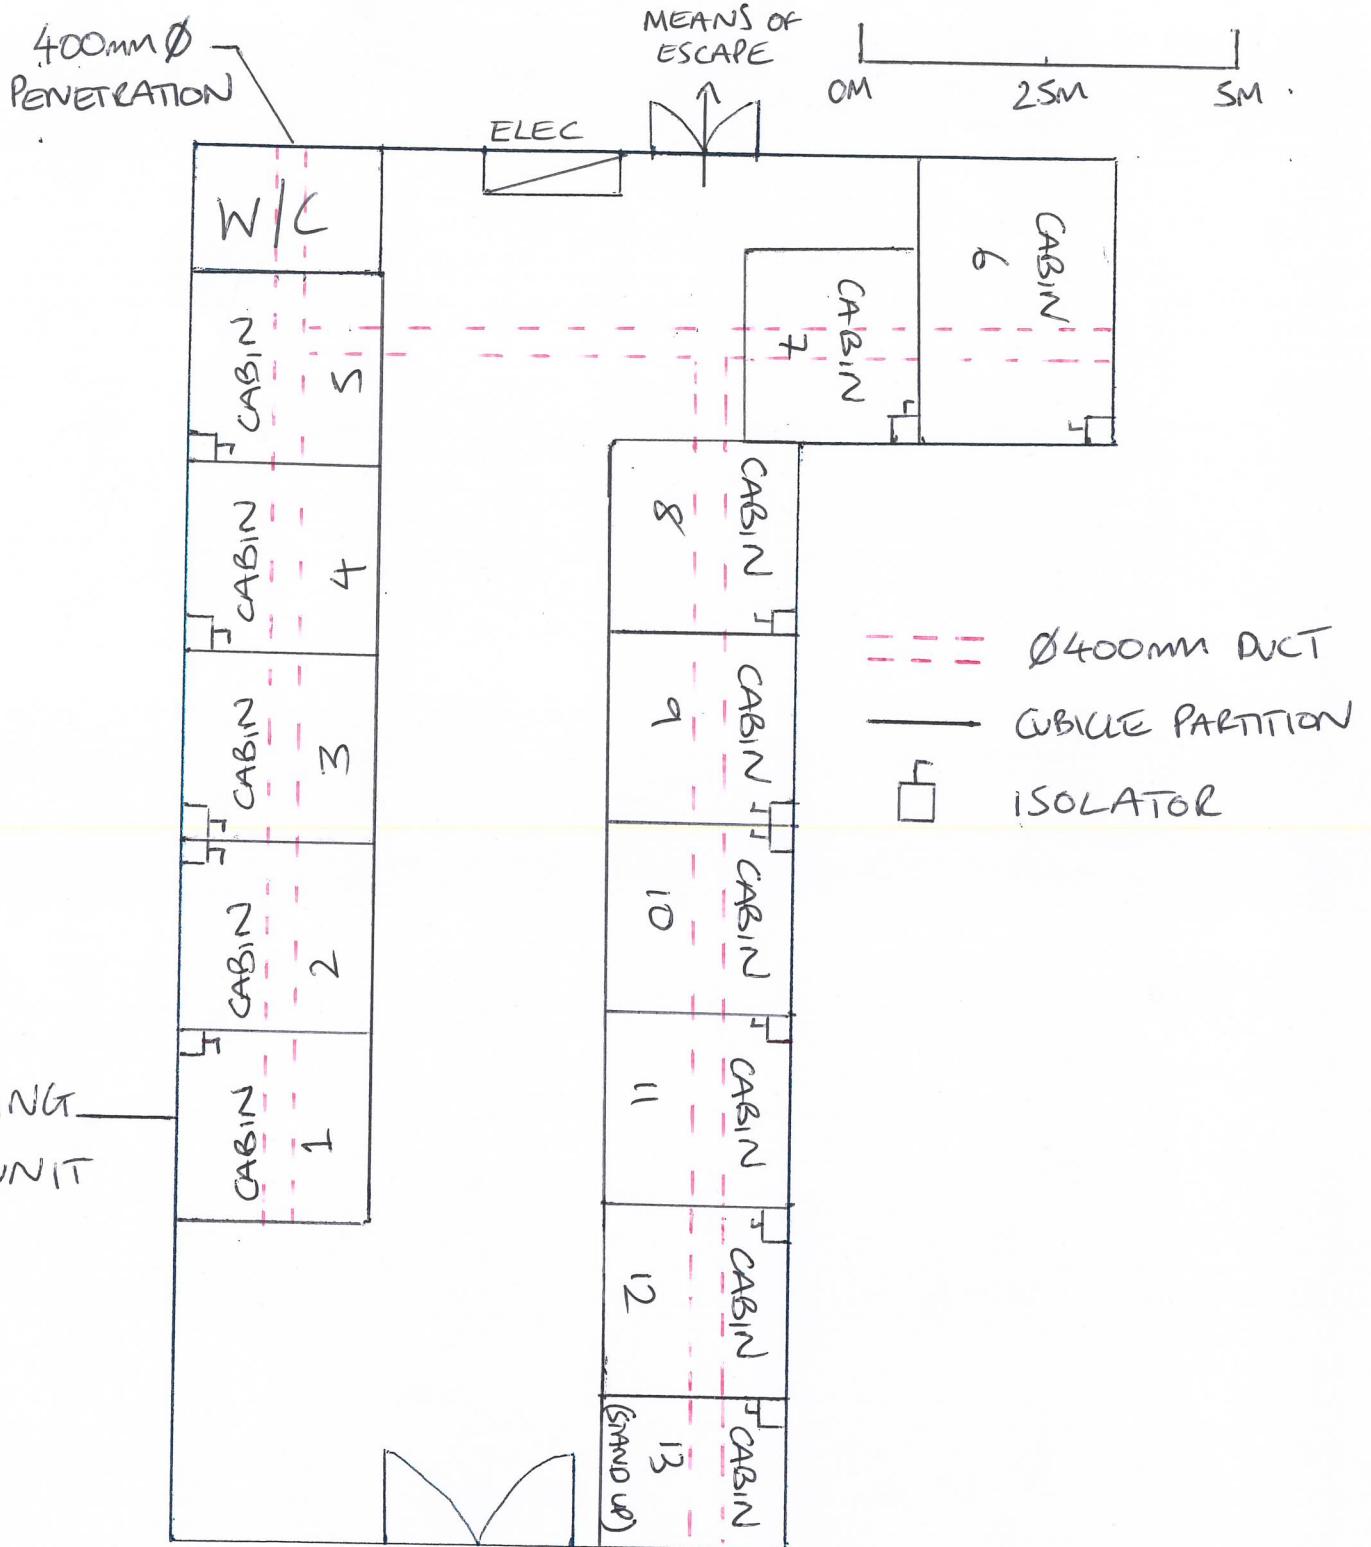 400mm Ø
PENETRATION
MEANS OF
ESCAPE
0M
2.5M
5M
ELEC
W/C
CABIN
6
CABIN
7
CABIN
5
CABIN
4
CABIN
3
CABIN
2
CABIN
1
CABIN
8
CABIN
9
CABIN
10
CABIN
11
CABIN
12
CABIN
13
(STAND UP)
Ø400mm DUCT
CUBICLE PARTITION
ISOLATOR
NG
UNIT